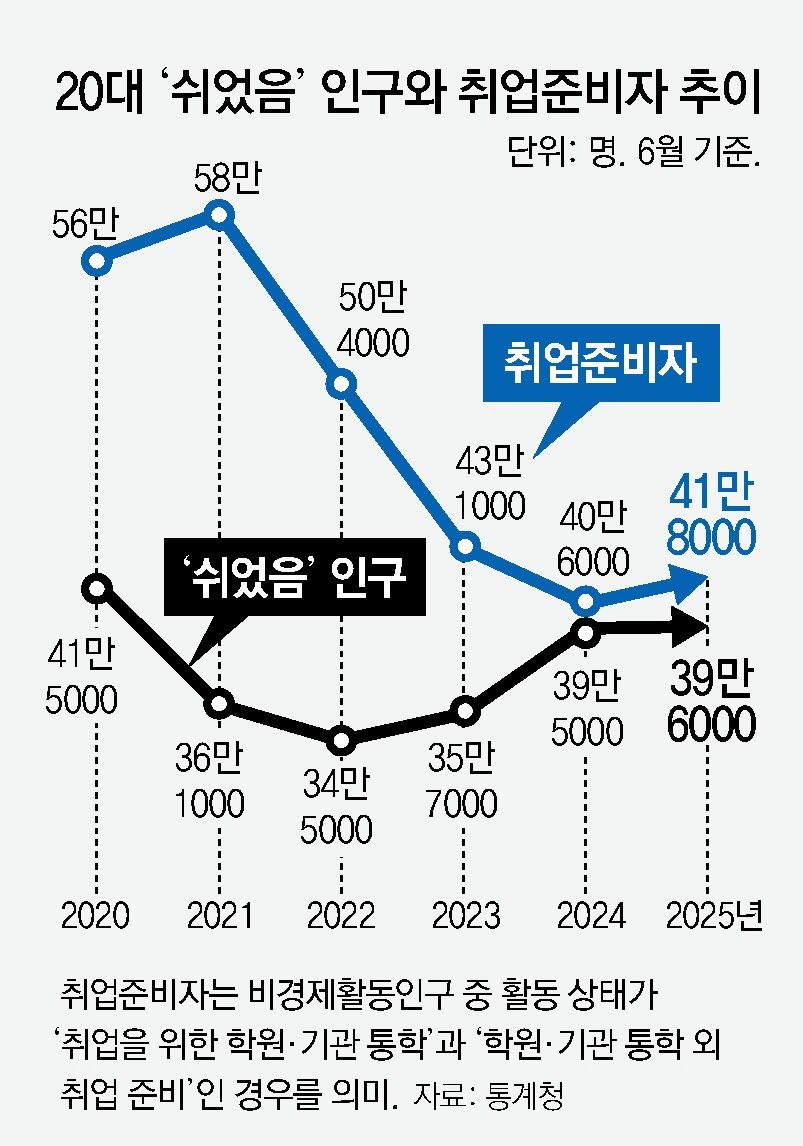 20대 ‘쉬었음’ 인구와 취업준비자 추이
단위: 명. 6월 기준.
58만
56만
50만
4000
취업준비자
43만
1000
40만
6000
41만
8000
‘쉬었음’ 인구
41만
5000
36만
1000
34만
5000
35만
7000
39만
5000
39만
6000
2020 2021 2022 2023 2024 2025년
취업준비자는 비경제활동인구 중 활동 상태가
‘취업을 위한 학원·기관 통학’과 ‘학원·기관 통학 외
취업 준비’인 경우를 의미. 자료: 통계청